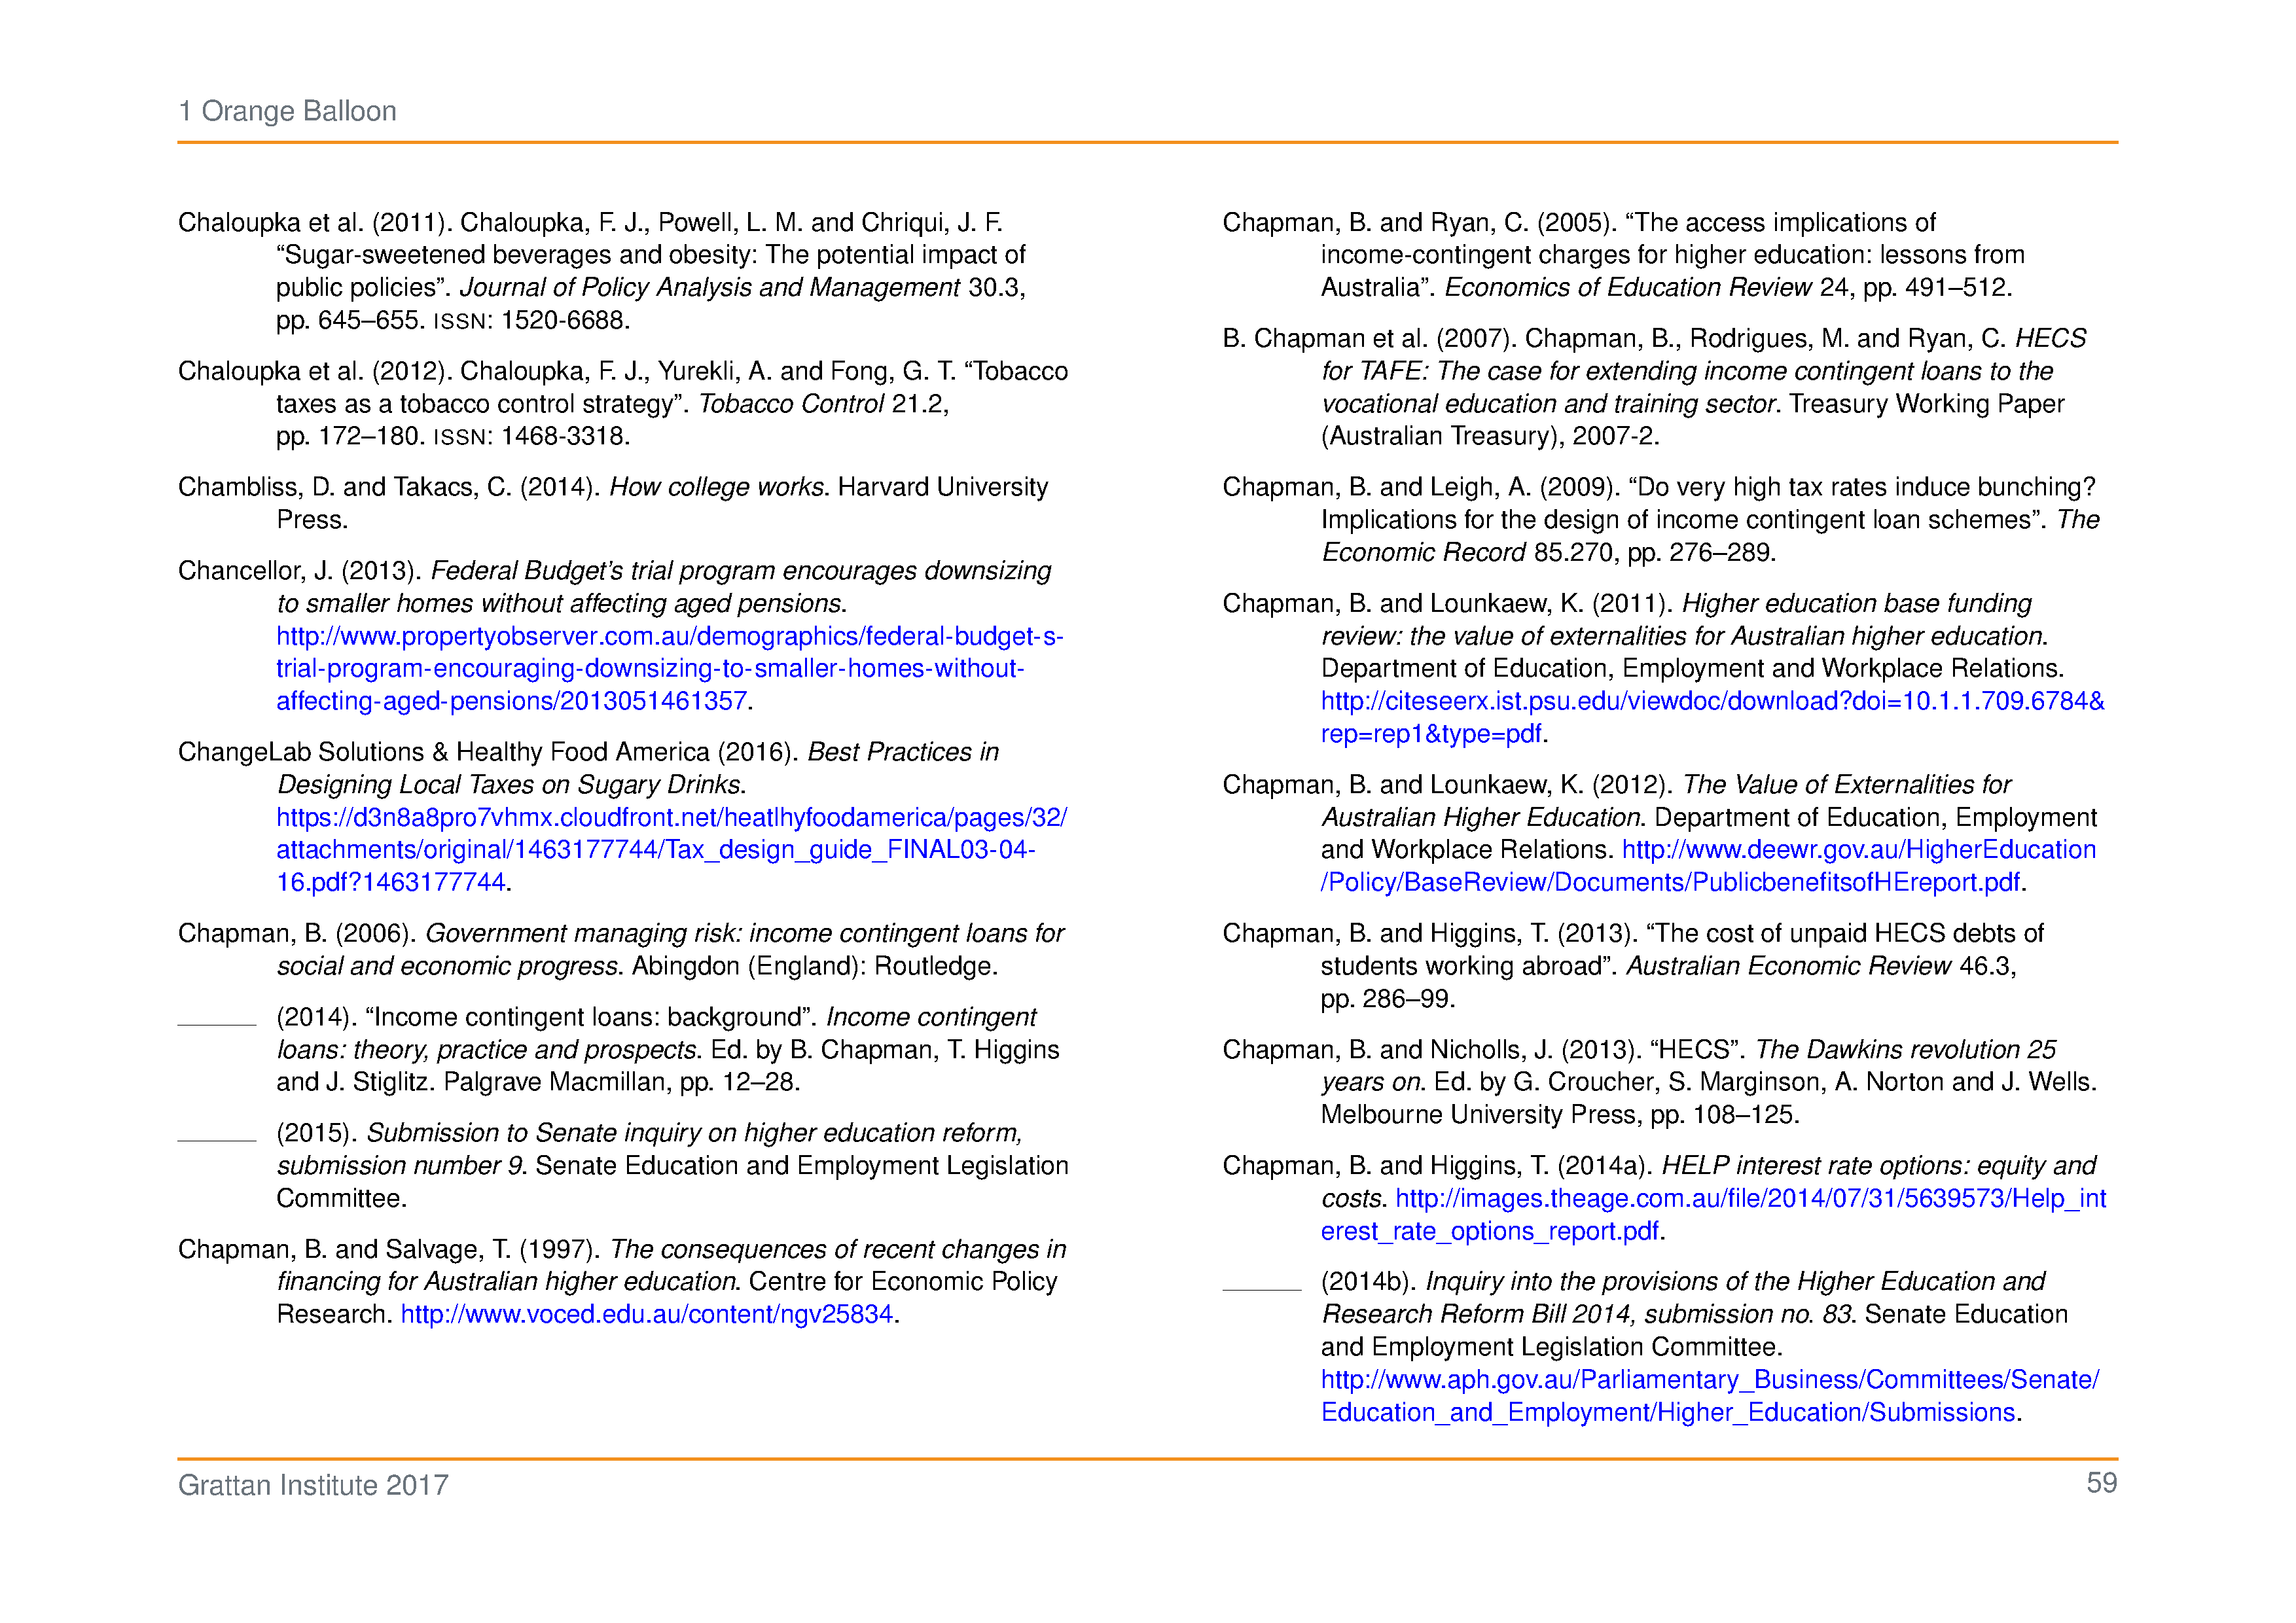 1 Orange Balloon
Chaloupka et al. (2011). Chaloupka, F. J., Powell, L. M. and Chriqui, J. F.
“Sugar-sweetened beverages and obesity: The potential impact of
public policies”. Journal of Policy Analysis and Management 30.3,
pp. 645–655. ISSN: 1520-6688.
Chaloupka et al. (2012). Chaloupka, F. J., Yurekli, A. and Fong, G. T. “Tobacco
taxes as a tobacco control strategy”. Tobacco Control 21.2,
pp. 172–180. ISSN: 1468-3318.
Chambliss, D. and Takacs, C. (2014). How college works. Harvard University
Press.
Chancellor, J. (2013). Federal Budget’s trial program encourages downsizing
to smaller homes without affecting aged pensions.
http://www.propertyobserver.com.au/demographics/federal-budget-s-
trial-program-encouraging-downsizing-to-smaller-homes-without-
affecting-aged-pensions/2013051461357.
ChangeLab Solutions & Healthy Food America (2016). Best Practices in
Designing Local Taxes on Sugary Drinks.
https://d3n8a8pro7vhmx.cloudfront.net/heatlhyfoodamerica/pages/32/
attachments/original/1463177744/Tax_design_guide_FINAL03-04-
16.pdf?1463177744.
Chapman, B. (2006). Government managing risk: income contingent loans for
social and economic progress. Abingdon (England): Routledge.
(2014). “Income contingent loans: background”. Income contingent
loans: theory, practice and prospects. Ed. by B. Chapman, T. Higgins
and J. Stiglitz. Palgrave Macmillan, pp. 12–28.
(2015). Submission to Senate inquiry on higher education reform,
submission number 9. Senate Education and Employment Legislation
Committee.
Chapman, B. and Salvage, T. (1997). The consequences of recent changes in
financing for Australian higher education. Centre for Economic Policy
Research. http://www.voced.edu.au/content/ngv25834.
Chapman, B. and Ryan, C. (2005). “The access implications of
income-contingent charges for higher education: lessons from
Australia”. Economics of Education Review 24, pp. 491–512.
B. Chapman et al. (2007). Chapman, B., Rodrigues, M. and Ryan, C. HECS
for TAFE: The case for extending income contingent loans to the
vocational education and training sector. Treasury Working Paper
(Australian Treasury), 2007-2.
Chapman, B. and Leigh, A. (2009). “Do very high tax rates induce bunching?
Implications for the design of income contingent loan schemes”. The
Economic Record 85.270, pp. 276–289.
Chapman, B. and Lounkaew, K. (2011). Higher education base funding
review: the value of externalities for Australian higher education.
Department of Education, Employment and Workplace Relations.
http://citeseerx.ist.psu.edu/viewdoc/download?doi=10.1.1.709.6784&
rep=rep1&type=pdf.
Chapman, B. and Lounkaew, K. (2012). The Value of Externalities for
Australian Higher Education. Department of Education, Employment
and Workplace Relations. http://www.deewr.gov.au/HigherEducation
/Policy/BaseReview/Documents/PublicbenefitsofHEreport.pdf.
Chapman, B. and Higgins, T. (2013). “The cost of unpaid HECS debts of
students working abroad”. Australian Economic Review 46.3,
pp. 286–99.
Chapman, B. and Nicholls, J. (2013). “HECS”. The Dawkins revolution 25
years on. Ed. by G. Croucher, S. Marginson, A. Norton and J. Wells.
Melbourne University Press, pp. 108–125.
Chapman, B. and Higgins, T. (2014a). HELP interest rate options: equity and
costs. http://images.theage.com.au/file/2014/07/31/5639573/Help_int
erest_rate_options_report.pdf.
(2014b). Inquiry into the provisions of the Higher Education and
Research Reform Bill 2014, submission no. 83. Senate Education
and Employment Legislation Committee.
http://www.aph.gov.au/Parliamentary_Business/Committees/Senate/
Education_and_Employment/Higher_Education/Submissions.
Grattan Institute 2017
59